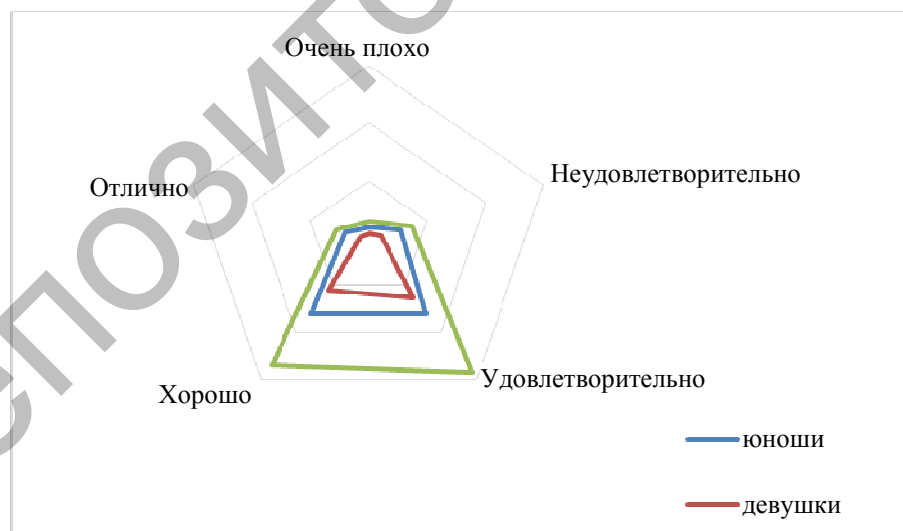 Очень плохо
Неудовлетворительно
Отлично
Удовлетворительно
Хорошо
юноши
девушки